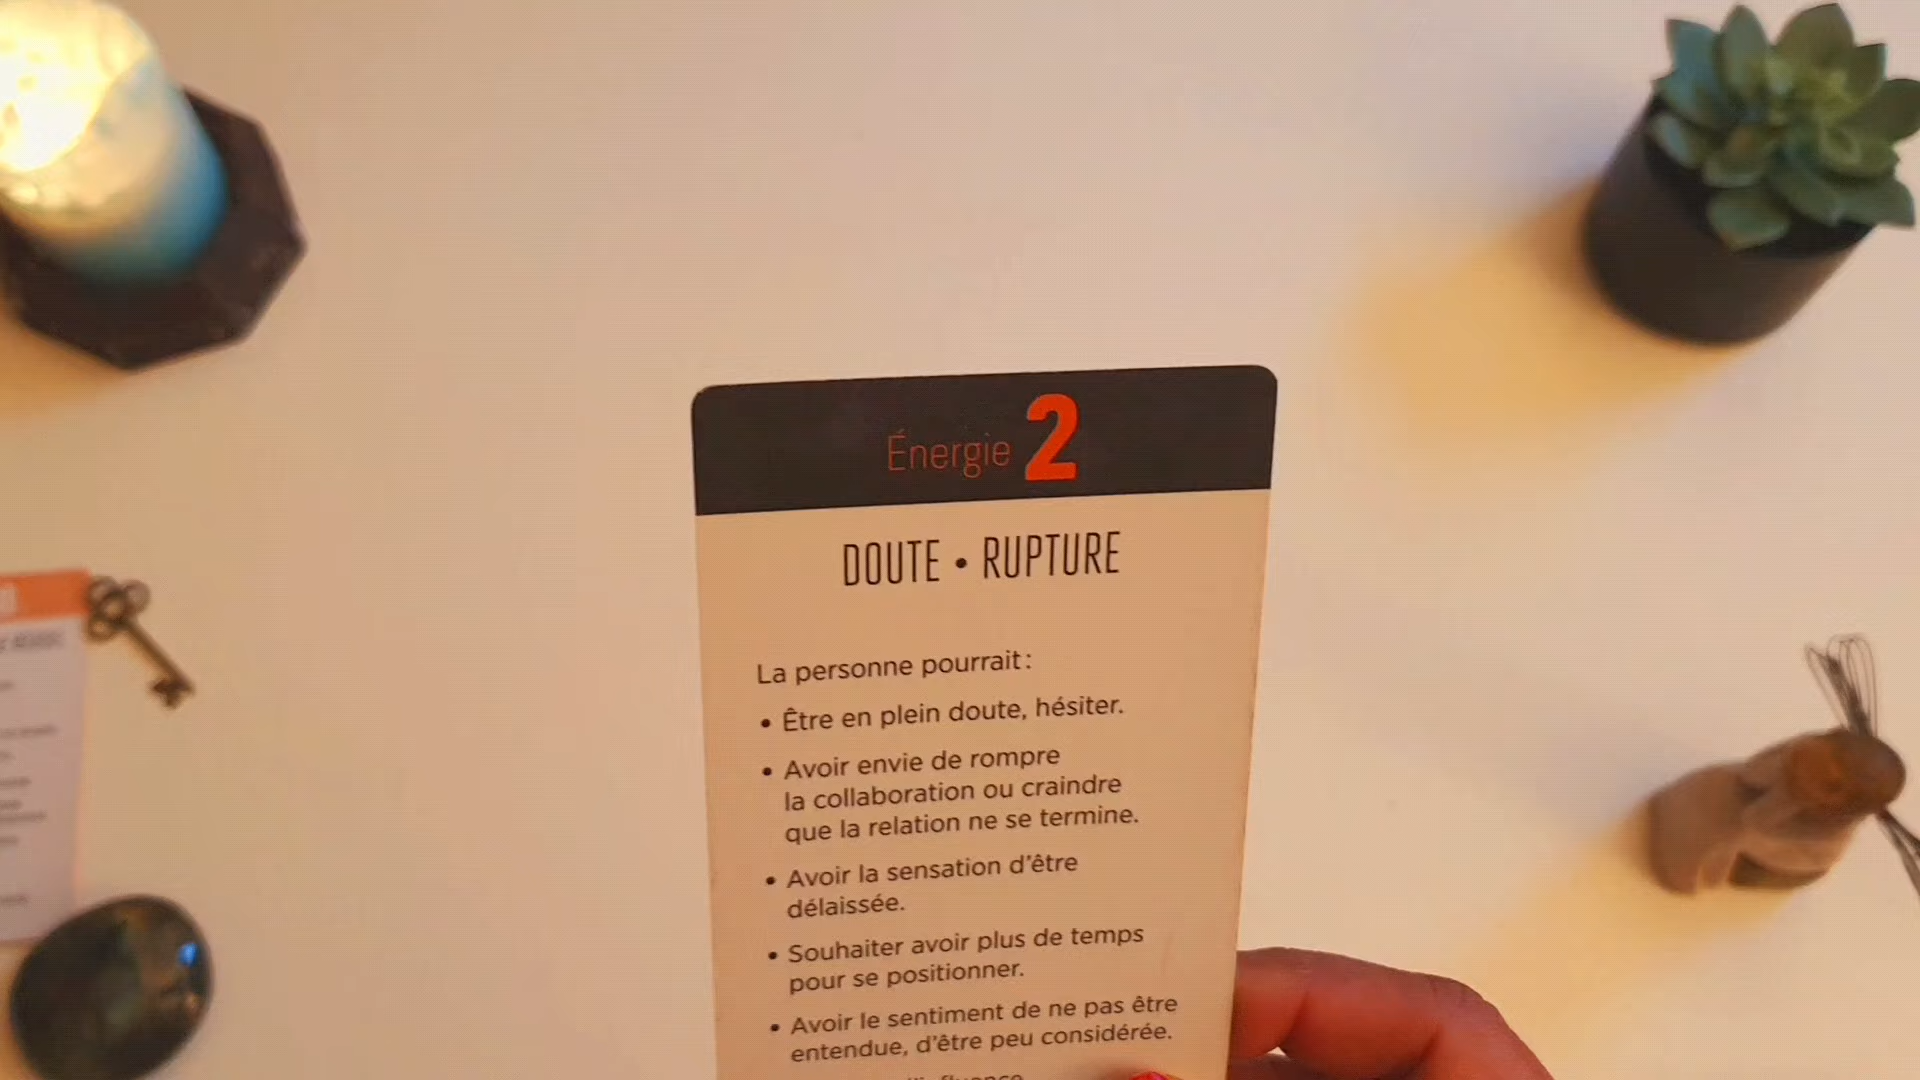 Énergie 2
DOUTE • RUPTURE
La personne pourrait :
• Être en plein doute, hésiter.
• Avoir envie de rompre
la collaboration ou craindre
que la relation ne se termine.
• Avoir la sensation d'être
délaissée.
• Souhaiter avoir plus de temps
pour se positionner.
• Avoir le sentiment de ne pas être
entendue, d'être peu considérée.